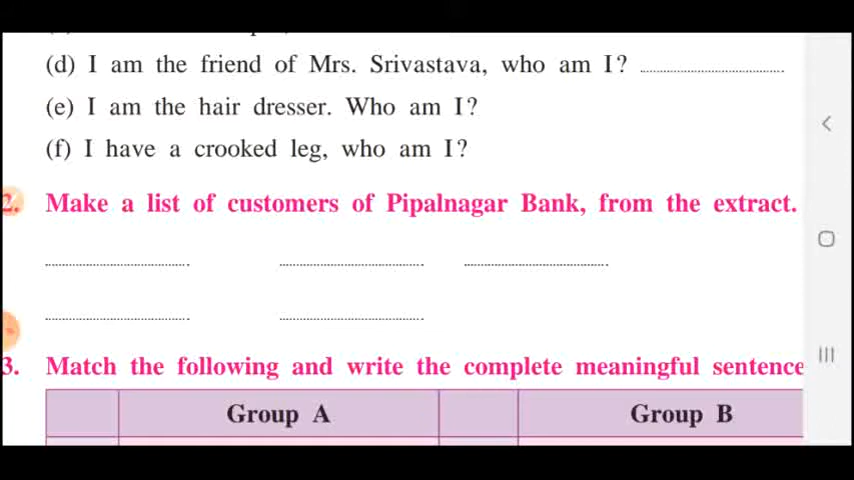 (d) I am the friend of Mrs. Srivastava, who am I? ........................................
(e) I am the hair dresser. Who am I?
(f) I have a crooked leg, who am I?
2. Make a list of customers of Pipalnagar Bank, from the extract.
........................................ ........................................ ........................................
........................................ ........................................
3. Match the following and write the complete meaningful sentence
Group A Group B